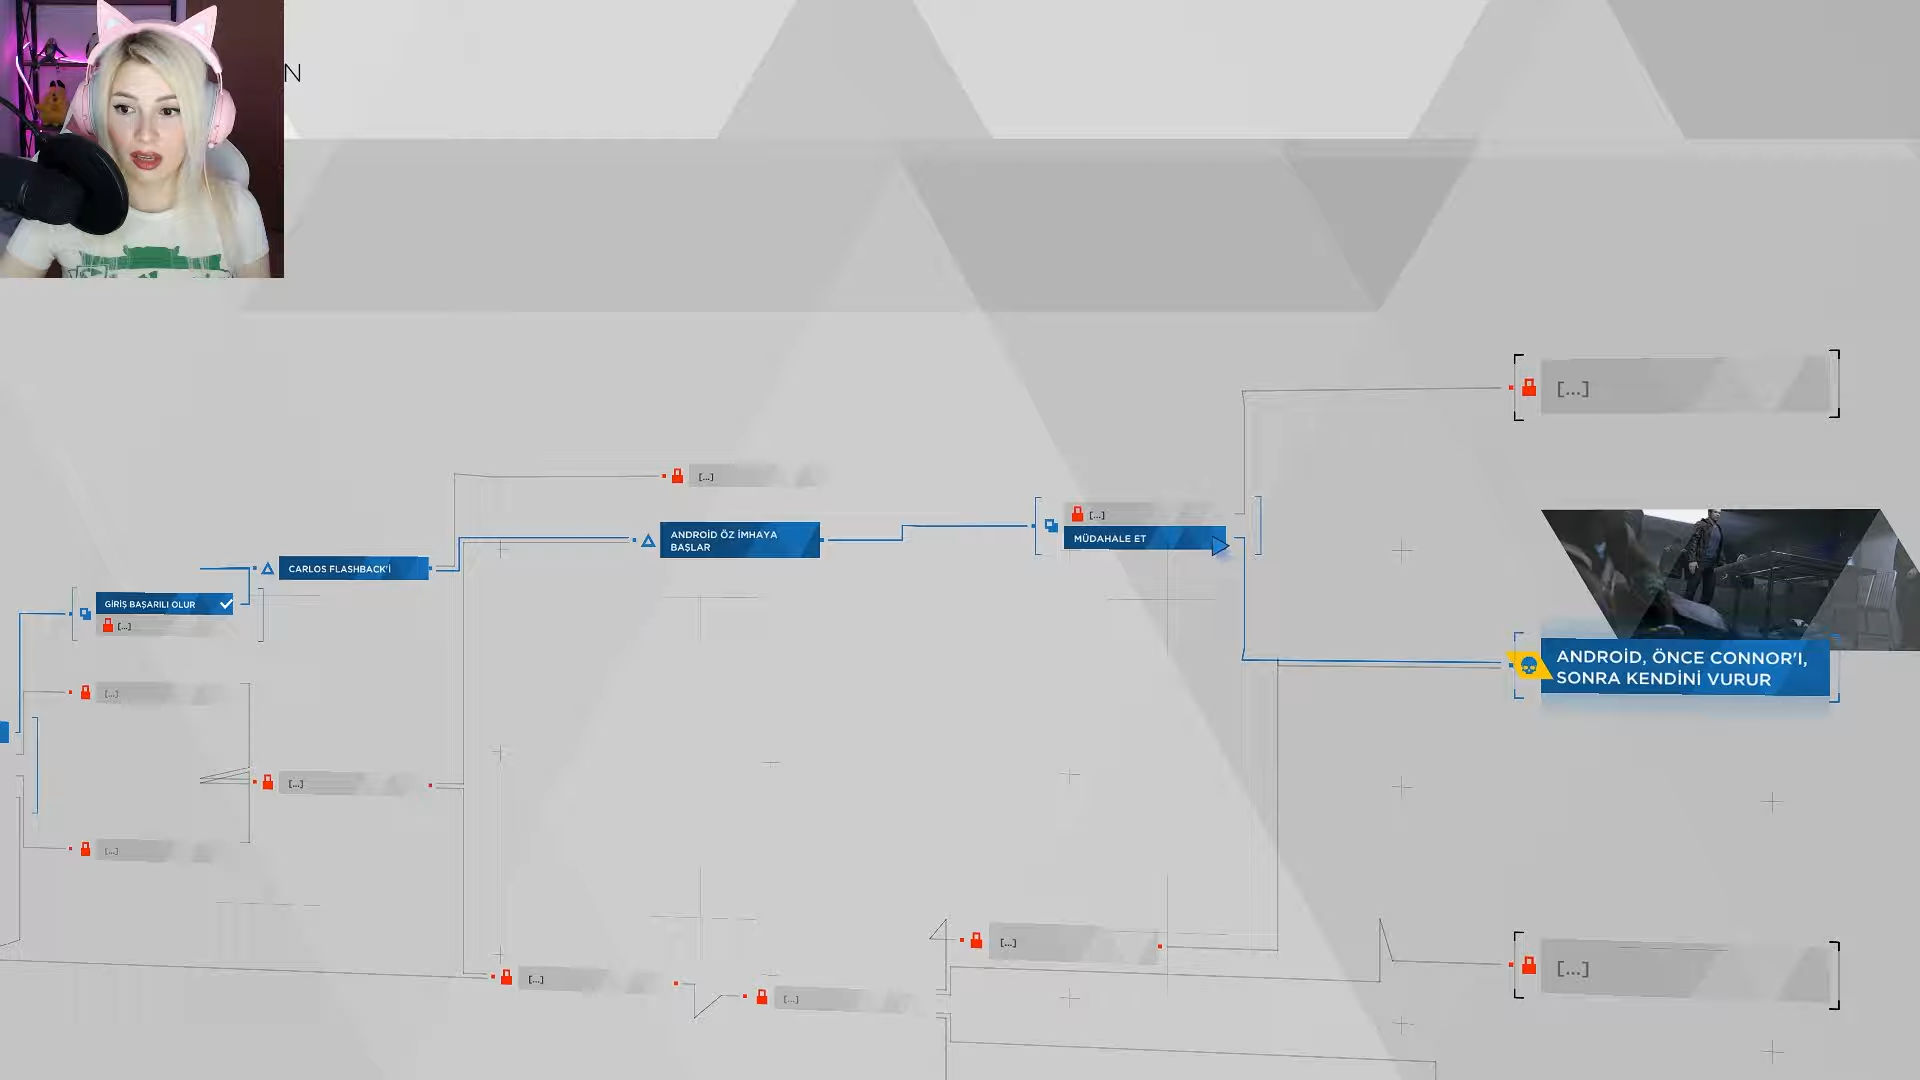 N
[...]
[...]
[...]
MÜDAHALE ET
ANDROİD ÖZ İMHAYA
BAŞLAR
CARLOS FLASHBACK'İ
GİRİŞ BAŞARILI OLUR
[...]
ANDROİD, ÖNCE CONNOR'I,
SONRA KENDİNİ VURUR
[...]
[...]
[...]
[...]
[...]
[...]
[...]